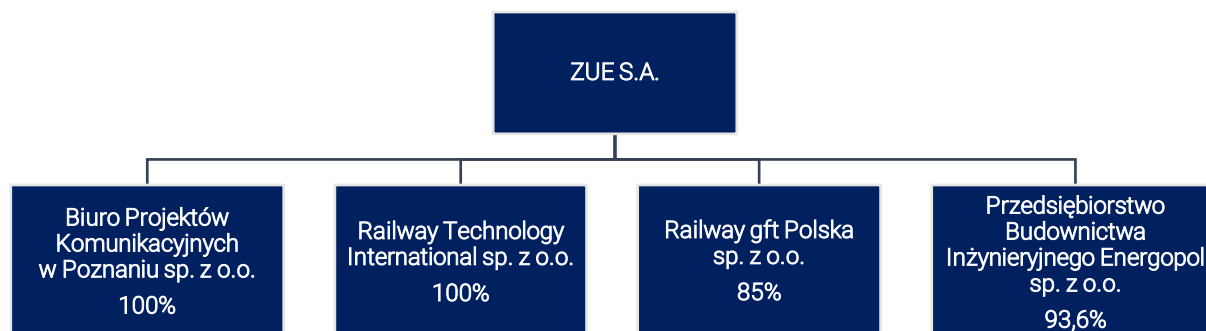 ZUE S.A.
Biuro Projektów
Komunikacyjnych
w Poznaniu sp. z o.o.
100%
Railway Technology
International sp. z o.o.
100%
Railway gft Polska
sp. z o.o.
85%
Przedsiębiorstwo
Budownictwa
Inżynieryjnego Energopol
sp. z o.o.
93,6%